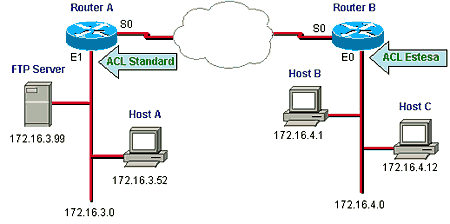 Router A
Router B
S0
S0
E1
E0
ACL Standard
ACL Estesa
FTP Server
Host A
Host B
Host C
172.16.3.99
172.16.3.52
172.16.4.1
172.16.4.12
172.16.3.0
172.16.4.0